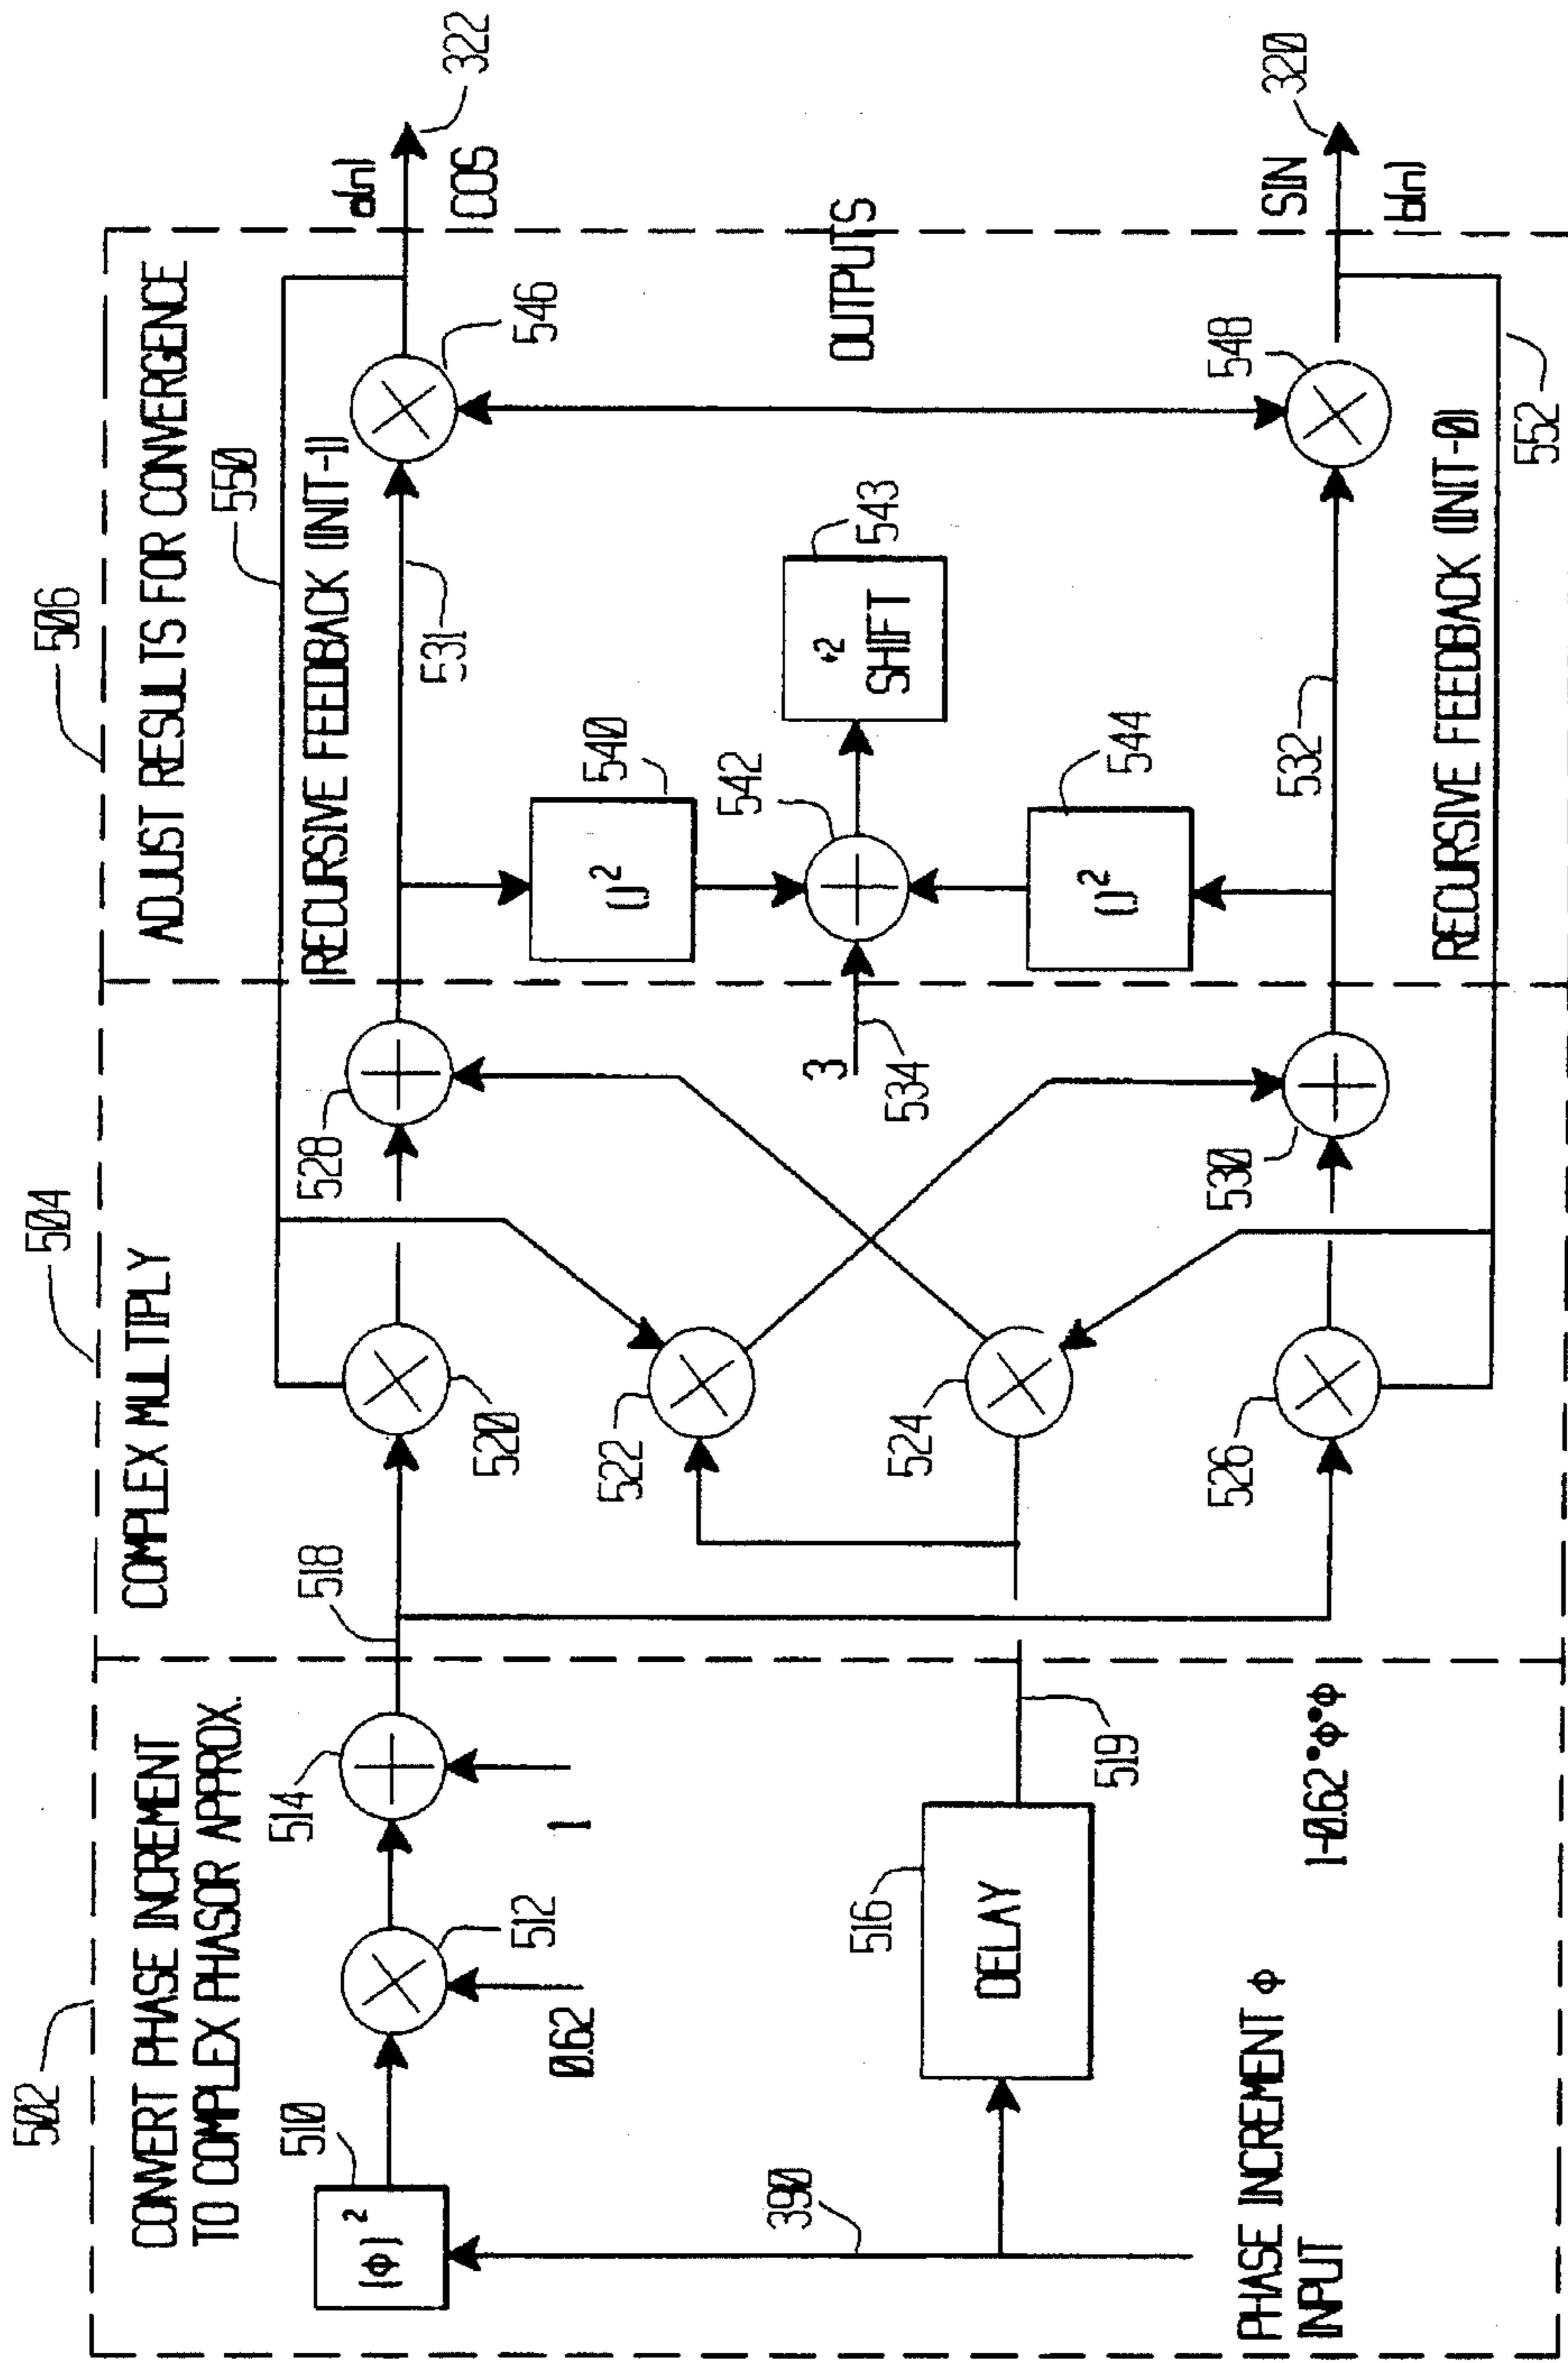 502
504
506
CONVERT PHASE INCREMENT
TO COMPLEX PHASOR APPROX.
COMPLEX MULTIPLY
ADJUST RESULTS FOR CONVERGENCE
550
RECURSIVE FEEDBACK (INIT-1)
510
(ϕ)²
512
0.62
514
1
518
520
528
531
546
a(n)
COS
322
390
516
DELAY
519
522
524
526
530
3
534
540
()²
542
÷2
SHIFT
543
544
()²
532
548
OUTPUTS
SIN
b(n)
320
PHASE INCREMENT ϕ
INPUT
1-0.62*ϕ*ϕ
RECURSIVE FEEDBACK (INIT-0)
552